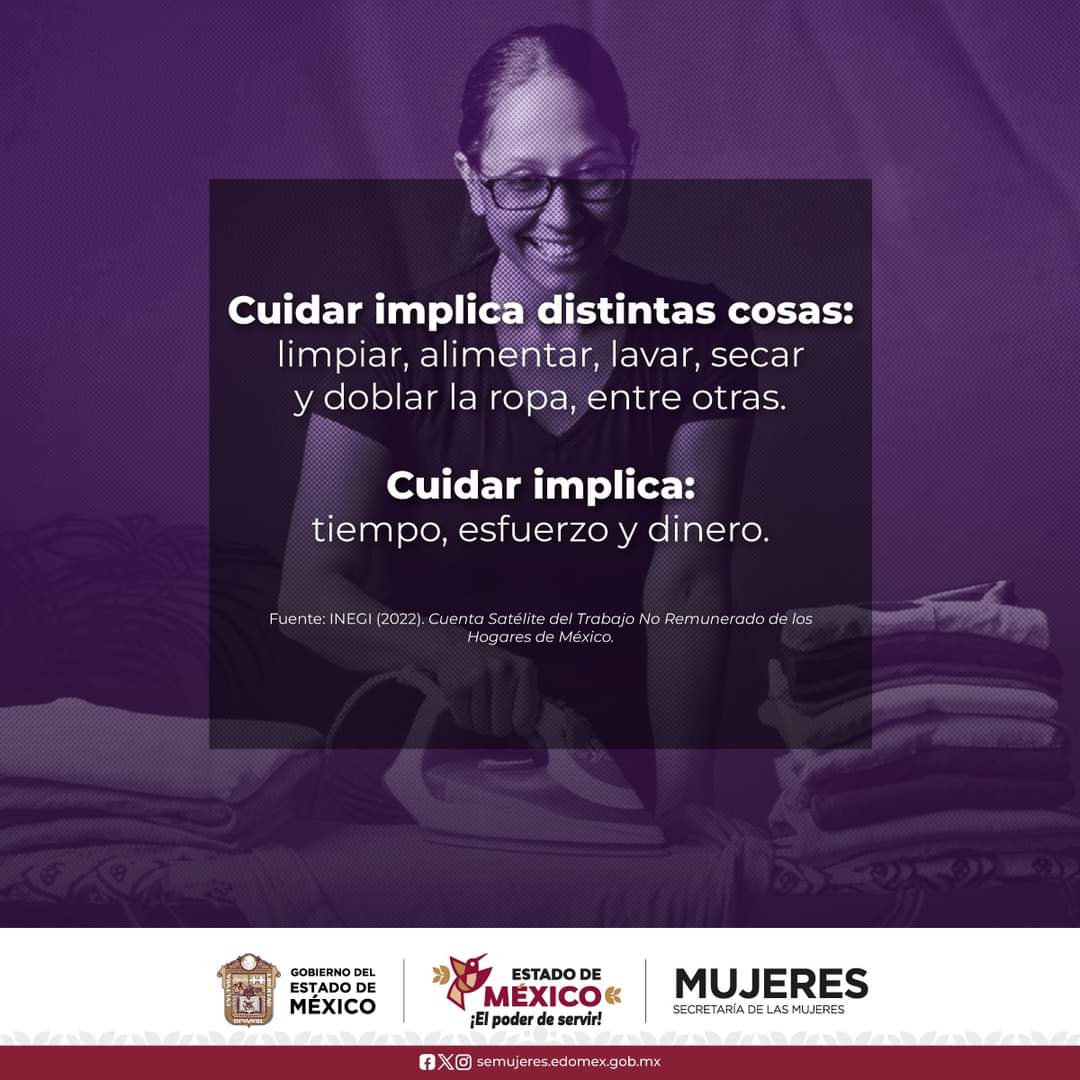 Cuidar implica distintas cosas:
limpiar, alimentar, lavar, secar
y doblar la ropa, entre otras.
Cuidar implica:
tiempo, esfuerzo y dinero.
Fuente: INEGI (2022). Cuenta Satélite del Trabajo No Remunerado de los
Hogares de México.
GOBIERNO DEL
ESTADO DE
MÉXICO
ESTADO DE
MÉXICO
¡El poder de servir!
MUJERES
SECRETARÍA DE LAS MUJERES
semujeres.edomex.gob.mx